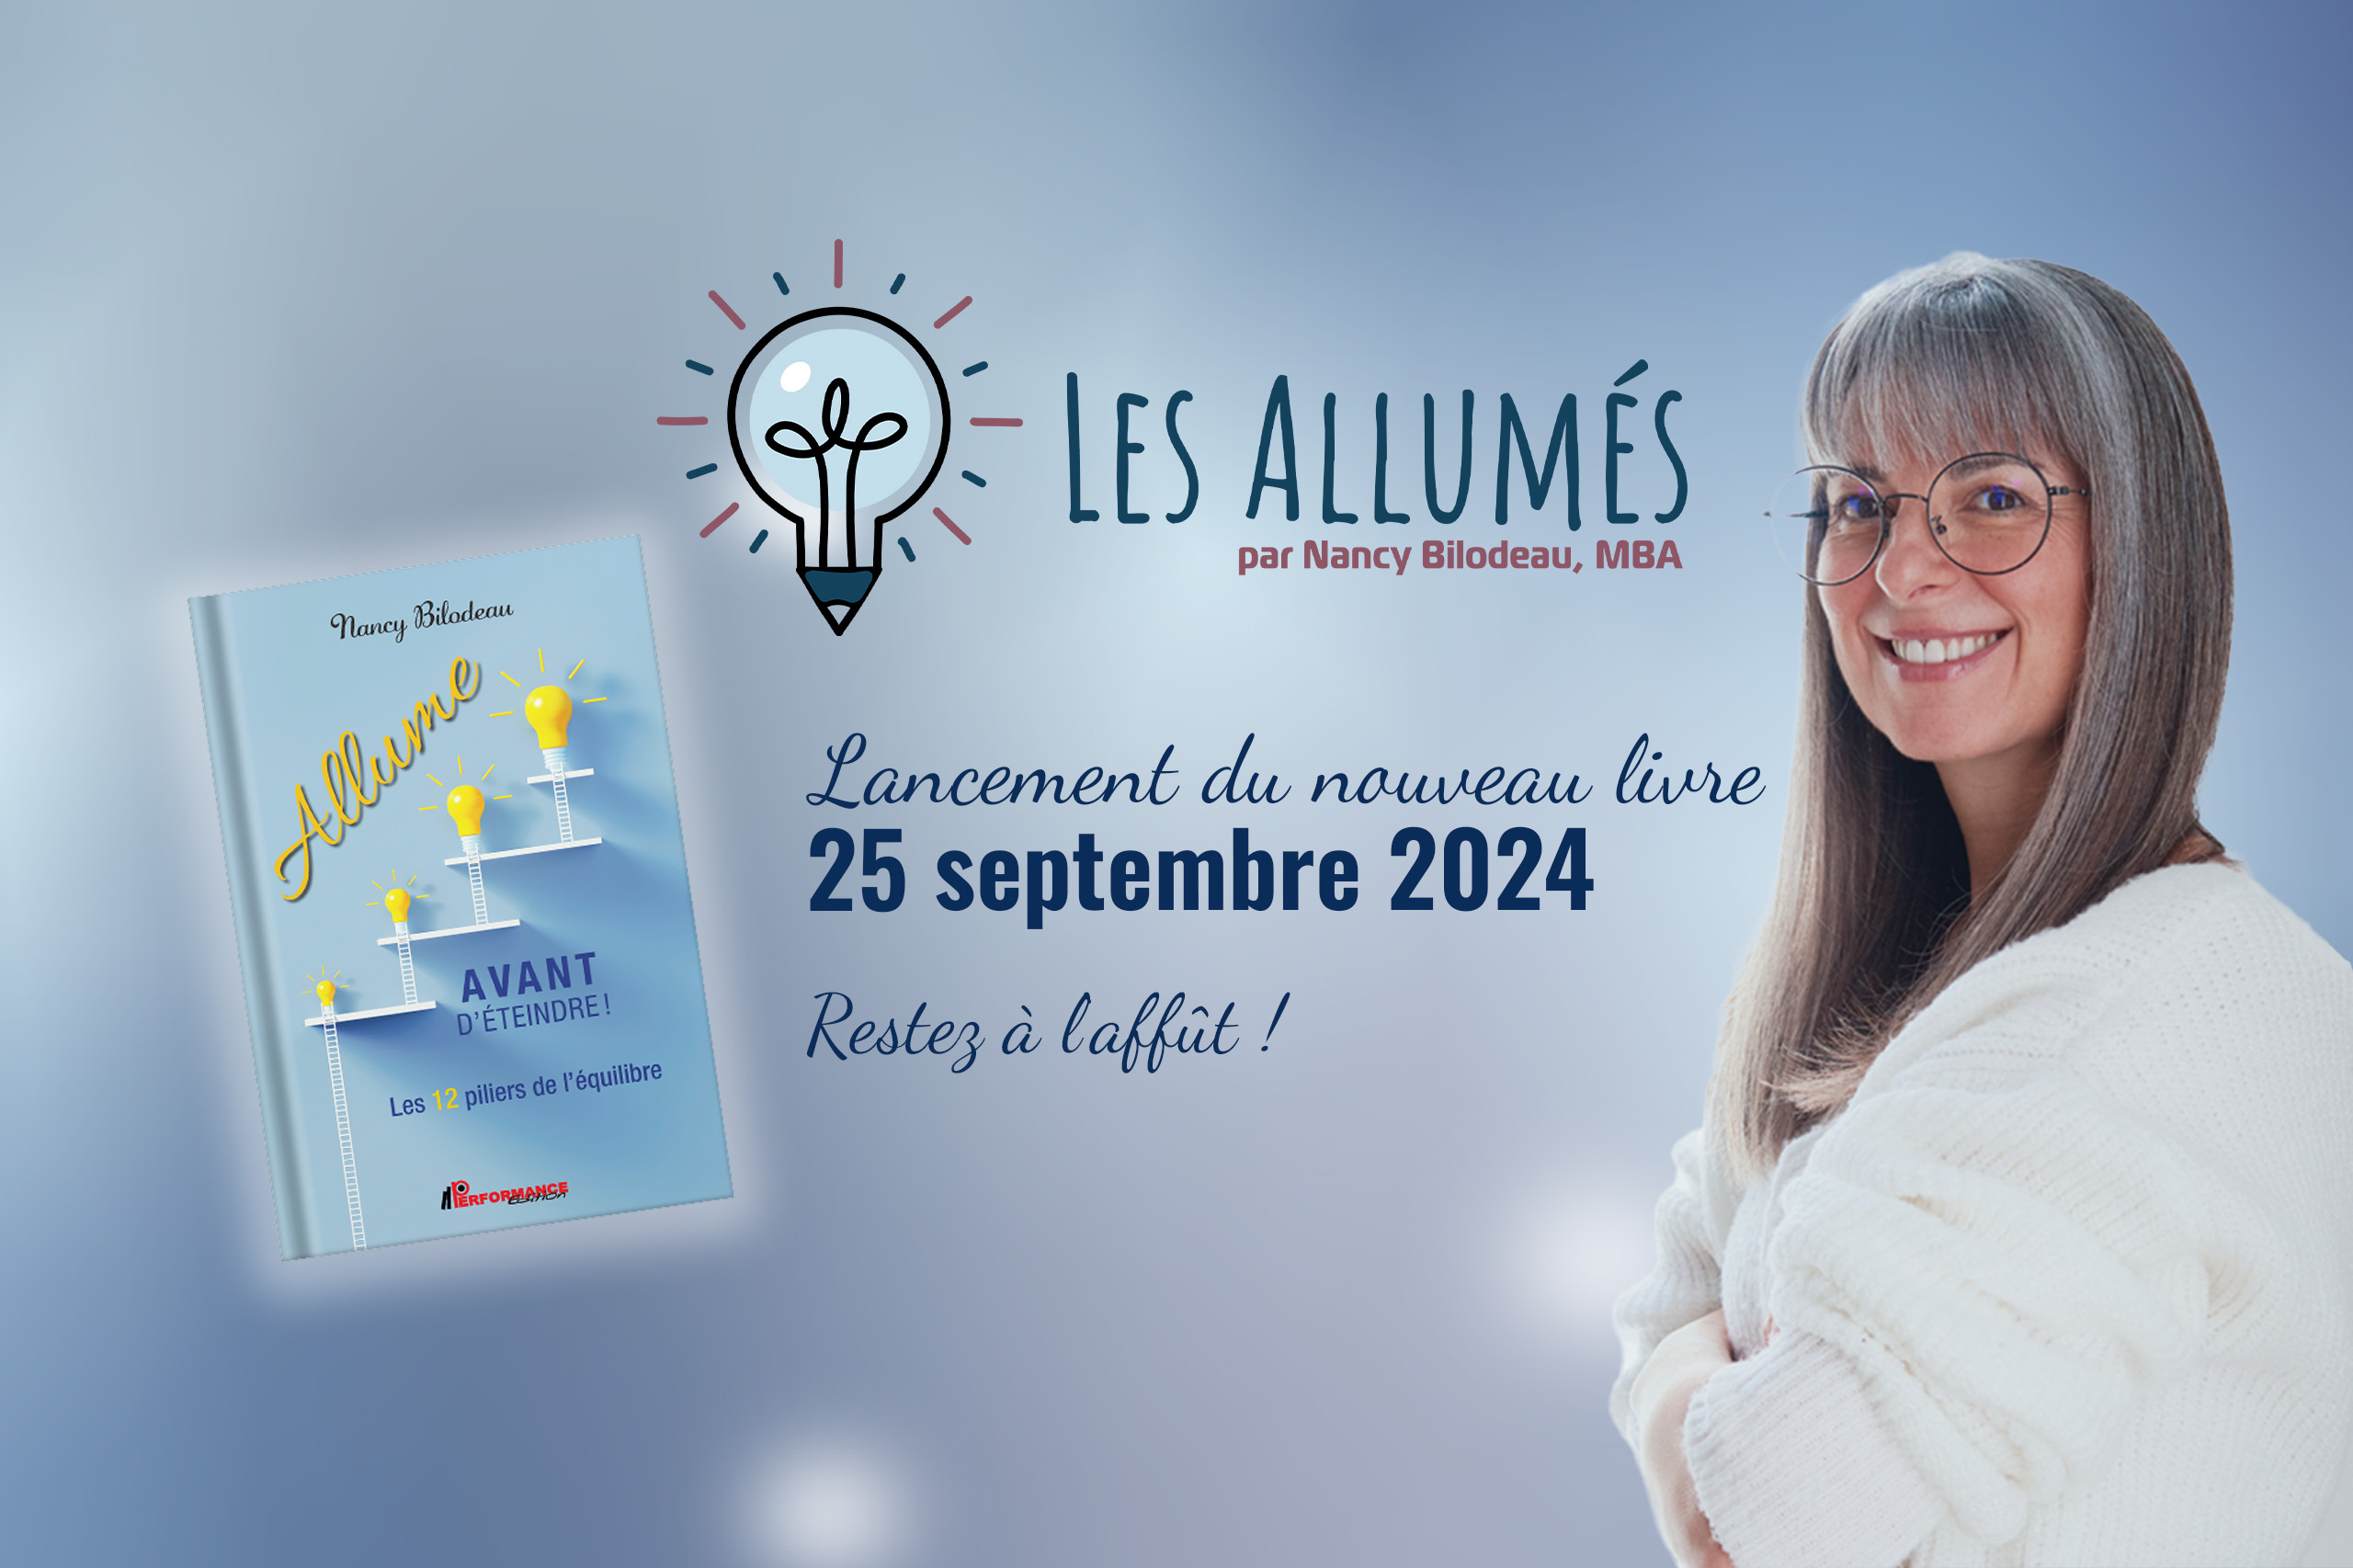 Les Allumés
par Nancy Bilodeau, MBA
Nancy Bilodeau
Allume
AVANT
D'ÉTEINDRE !
Les 12 piliers de l'équilibre
PERFORMANCE
EDITION
Lancement du nouveau livre
25 septembre 2024
Restez à l'affût !